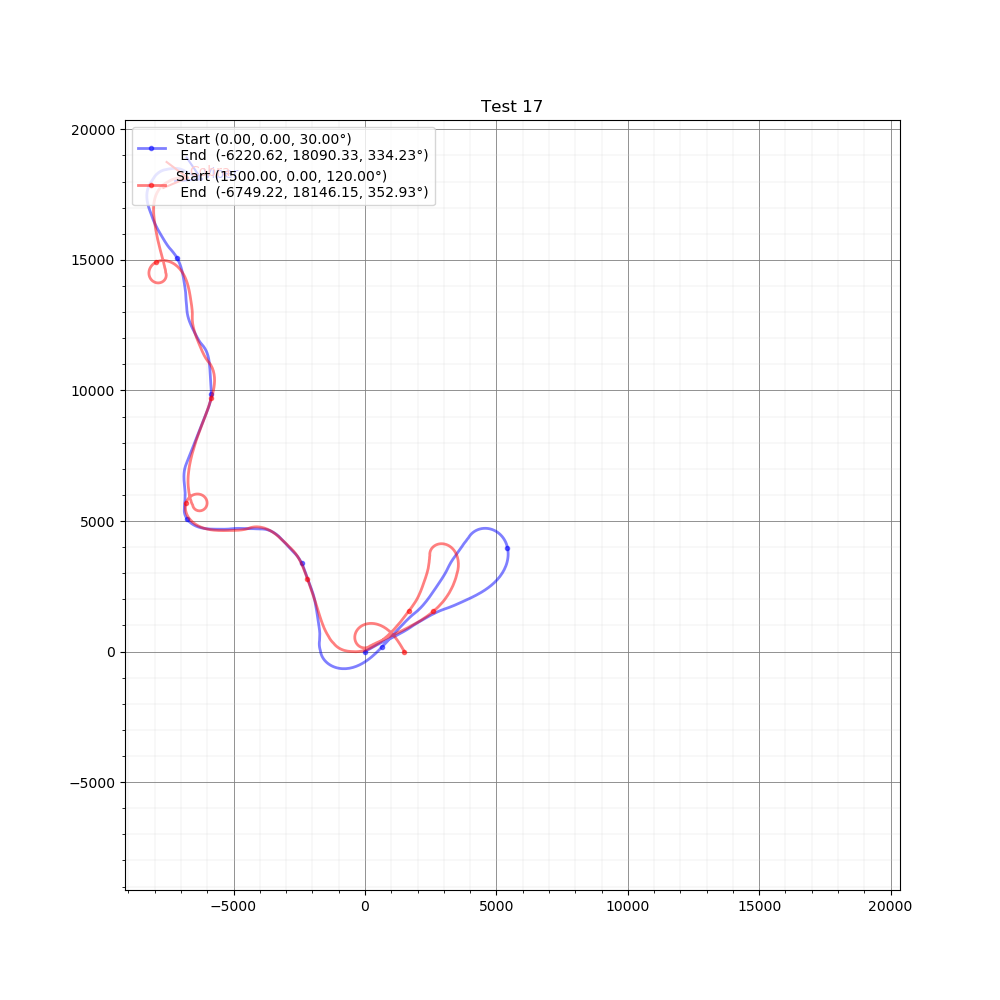 Test 17
20000
15000
10000
5000
0
−5000
Start (0.00, 0.00, 30.00°)
End (-6220.62, 18090.33, 334.23°)
Start (1500.00, 0.00, 120.00°)
End (-6749.22, 18146.15, 352.93°)
−5000 0 5000 10000 15000 20000